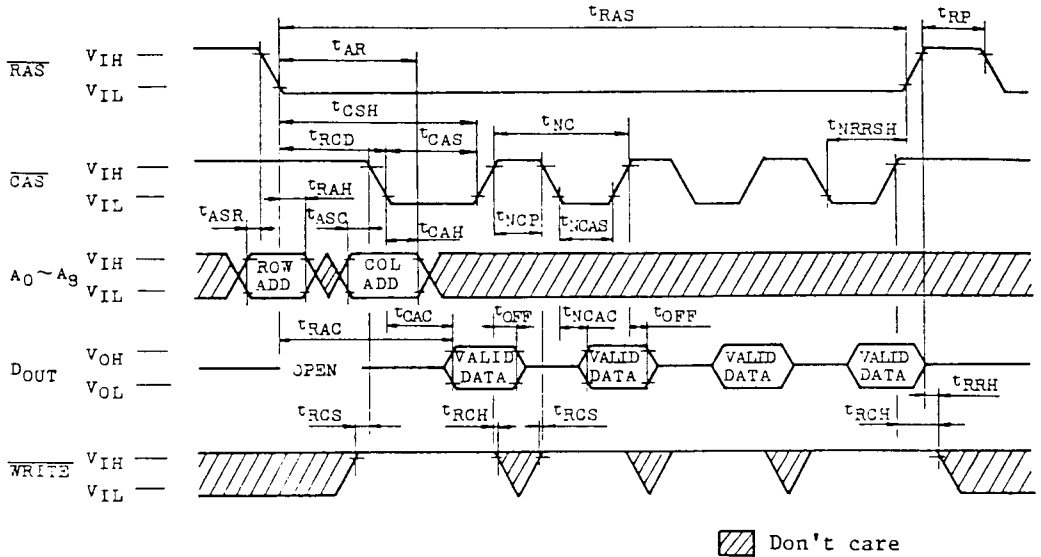 tRAS
tRP
tAR
RAS
VIH
VIL
tCSH
tRCD
tCAS
tNC
tNRRSH
CAS
VIH
VIL
tRAH
tASR
tASC
tCAH
tNCP
tNCAS
A0~A9
VIH
VIL
ROW ADD
COL ADD
tRAC
tCAC
tOFF
tNCAC
tOFF
DOUT
VOH
VOL
OPEN
VALID DATA
VALID DATA
VALID DATA
VALID DATA
tRRH
tRCS
tRCH
tRCS
tRCH
WRITE
VIH
VIL
Don't care